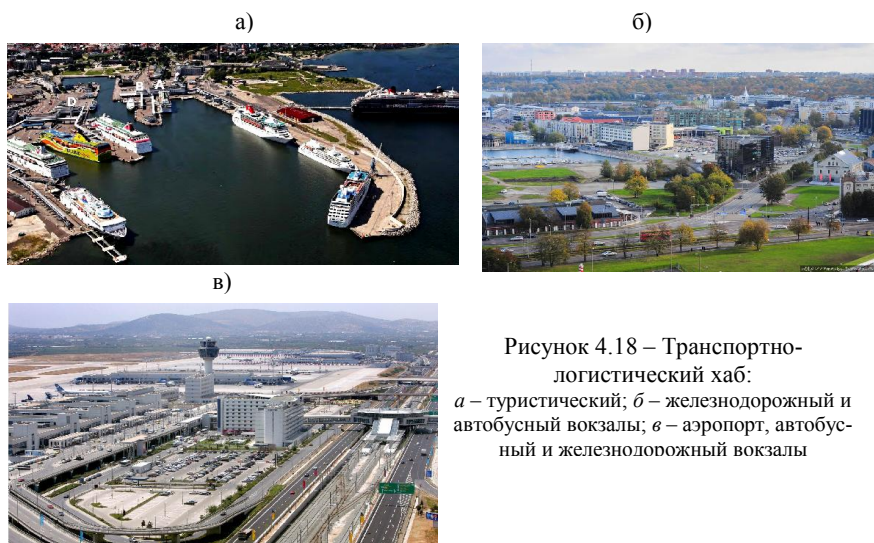 а)
б)
D
B
A
в)
Рисунок 4.18 – Транспортно-
логистический хаб:
а – туристический; б – железнодорожный и
автобусный вокзалы; в – аэропорт, автобус-
ный и железнодорожный вокзалы